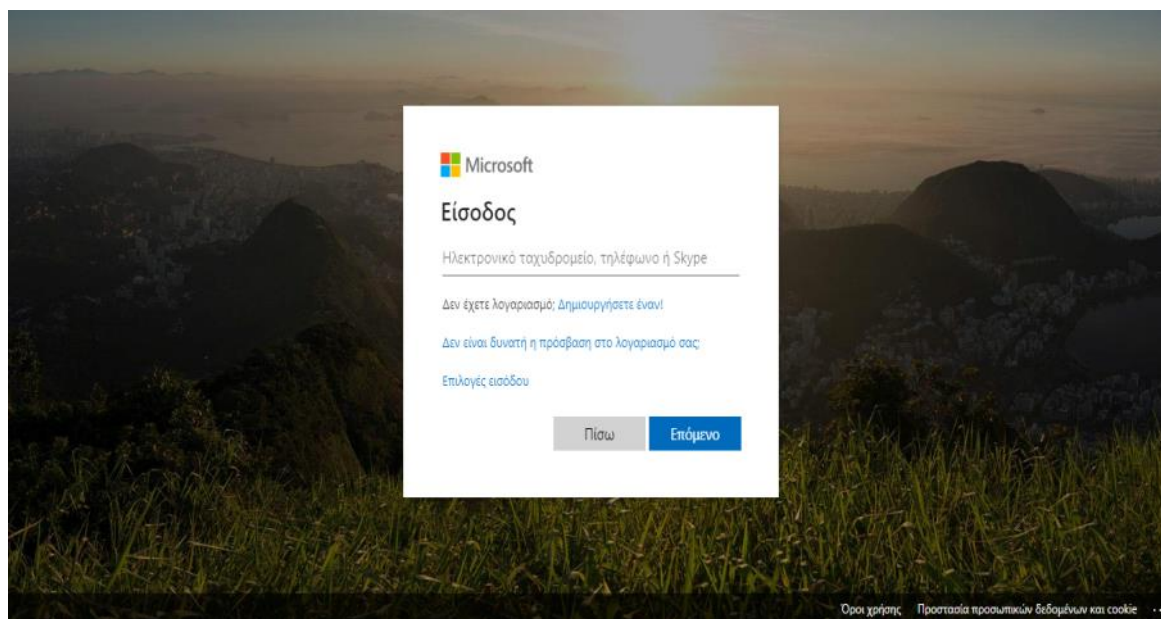 Microsoft
Είσοδος
Ηλεκτρονικό ταχυδρομείο, τηλέφωνο ή Skype
Δεν έχετε λογαριασμό; Δημιουργήσετε έναν!
Δεν είναι δυνατή η πρόσβαση στο λογαριασμό σας;
Επιλογές εισόδου
Πίσω Επόμενο
Όροι χρήσης Προστασία προσωπικών δεδομένων και cookie